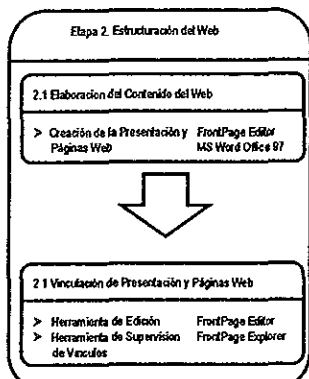 Etapa 2. Estructuración del Web
2.1 Elaboracion del Contenido del Web
➢ Creación de la Presentación y FrontPage Editor
Páginas Web MS Word Office 97
2.1 Vinculación de Presentación y Páginas Web
➢ Herramienta de Edición FrontPage Editor
➢ Herramienta de Supervision FrontPage Explorer
de Vinculos